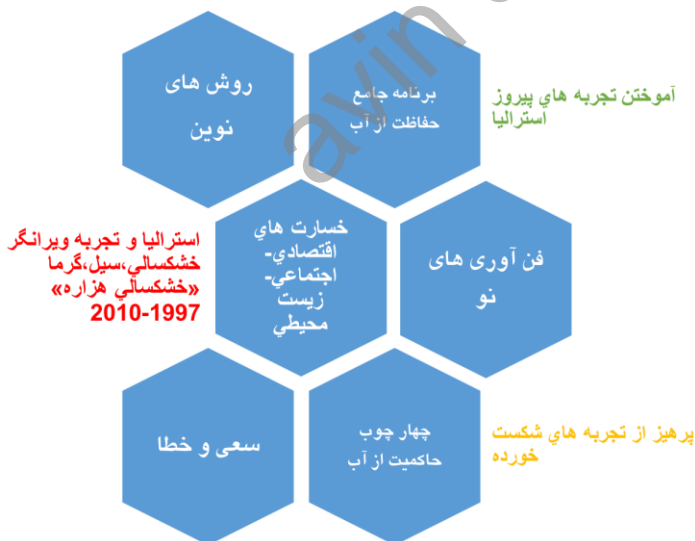 روش های
نوین
برنامه جامع
حفاظت از آب
آموختن تجربه هاي پيروز
استراليا
استراليا و تجربه ويرانگر
خشكسالي،سيل،گرما
«خشكسالي هزاره»
2010-1997
خسارت هاي
اقتصادي-
اجتماعي-
زيست
محيطي
فن آوری های
نو
سعی و خطا
چهار چوب
حاکمیت از آب
پرهيز از تجربه هاي شكست
خورده
avin